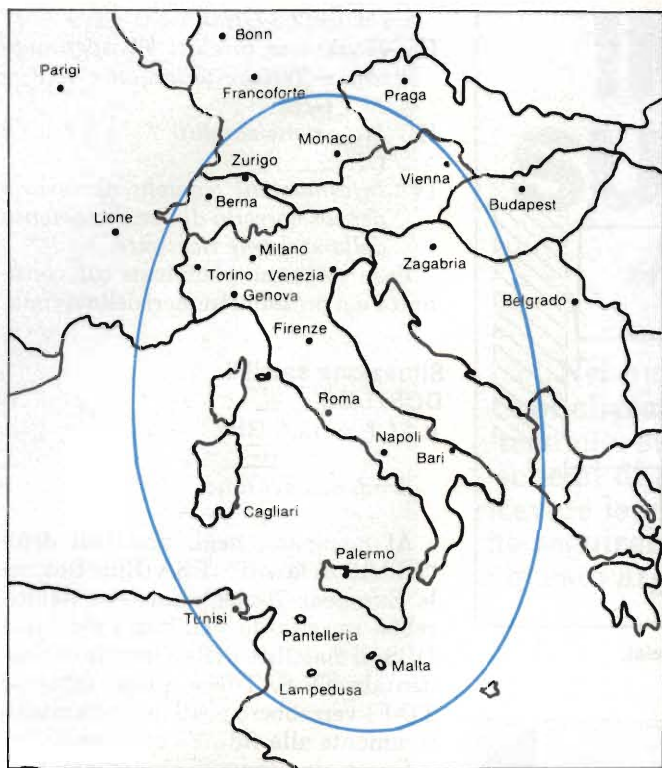 Bonn
Parigi
Francoforte
Praga
Monaco
Zurigo
Vienna
Berna
Budapest
Lione
Milano
Zagabria
Torino
Venezia
Genova
Belgrado
Firenze
Roma
Napoli
Bari
Cagliari
Palermo
Tunisi
Pantelleria
Malta
Lampedusa